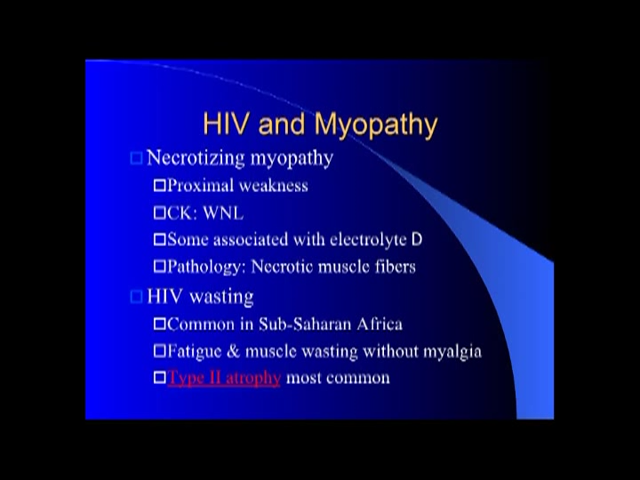 HIV and Myopathy
Necrotizing myopathy
Proximal weakness
CK: WNL
Some associated with electrolyte D
Pathology: Necrotic muscle fibers
HIV wasting
Common in Sub-Saharan Africa
Fatigue & muscle wasting without myalgia
Type II atrophy most common